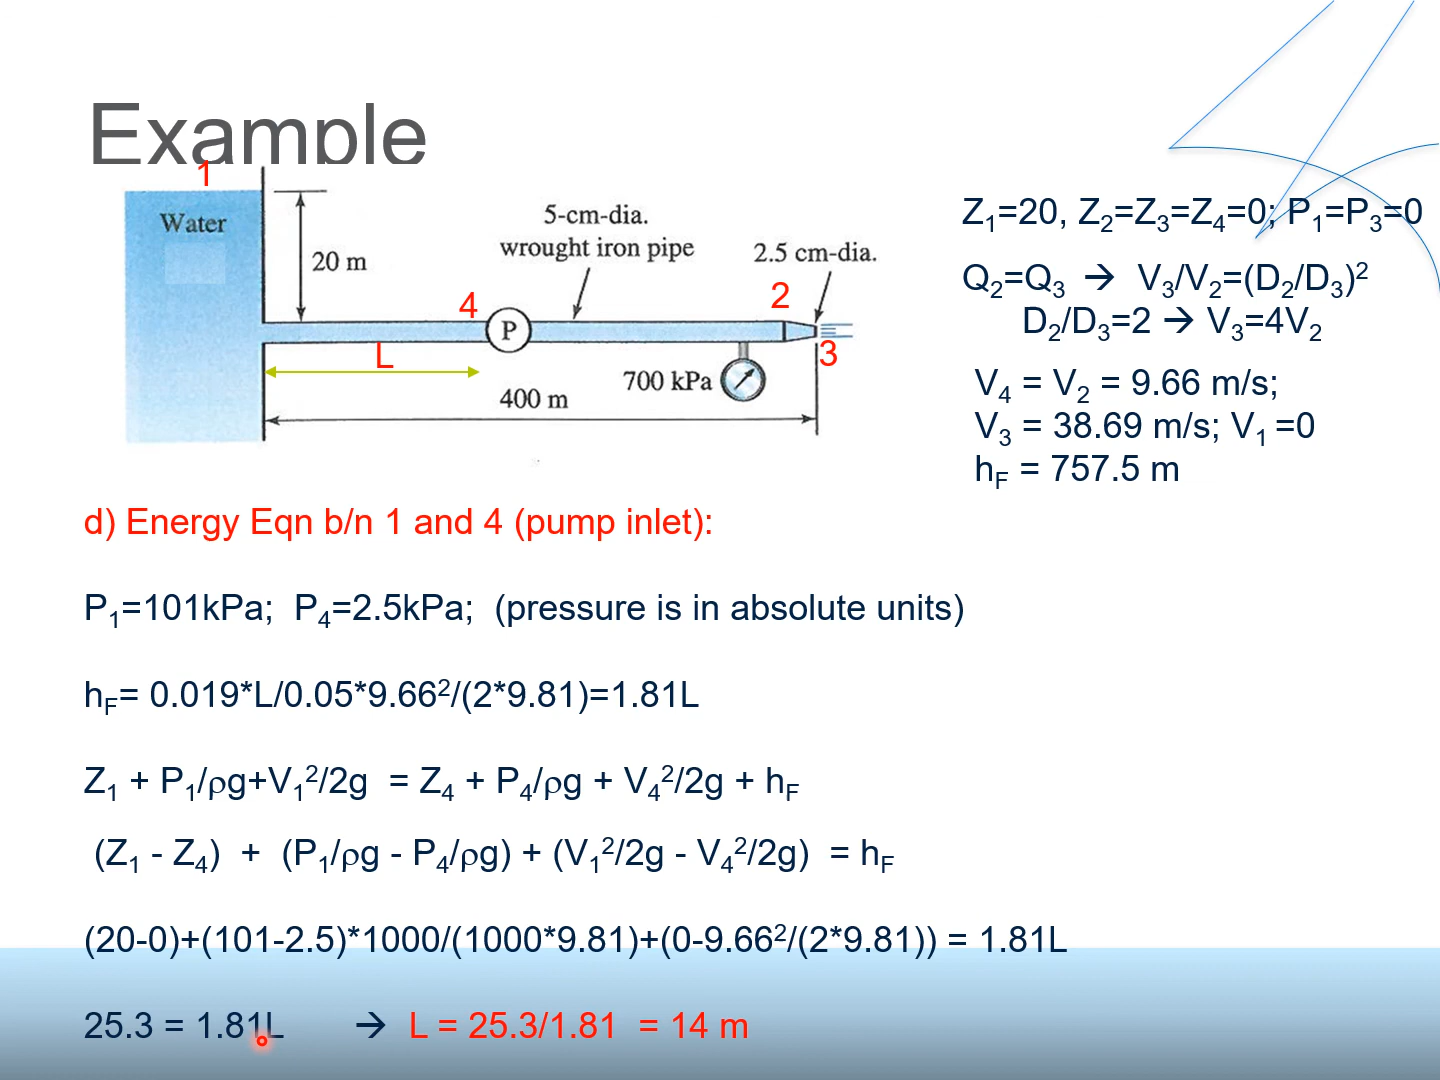 Example
1
Water
20 m
5-cm-dia.
wrought iron pipe
2.5 cm-dia.
4
P
2
3
L
700 kPa
400 m
Z₁=20, Z₂=Z₃=Z₄=0; P₁=P₃=0
Q₂=Q₃ → V₃/V₂=(D₂/D₃)²
D₂/D₃=2 → V₃=4V₂
V₄ = V₂ = 9.66 m/s;
V₃ = 38.69 m/s; V₁ =0
h_F = 757.5 m
d) Energy Eqn b/n 1 and 4 (pump inlet):
P₁=101kPa; P₄=2.5kPa; (pressure is in absolute units)
h_F= 0.019*L/0.05*9.66²/(2*9.81)=1.81L
Z₁ + P₁/ρg+V₁²/2g = Z₄ + P₄/ρg + V₄²/2g + h_F
(Z₁ - Z₄) + (P₁/ρg - P₄/ρg) + (V₁²/2g - V₄²/2g) = h_F
(20-0)+(101-2.5)*1000/(1000*9.81)+(0-9.66²/(2*9.81)) = 1.81L
25.3 = 1.81L → L = 25.3/1.81 = 14 m